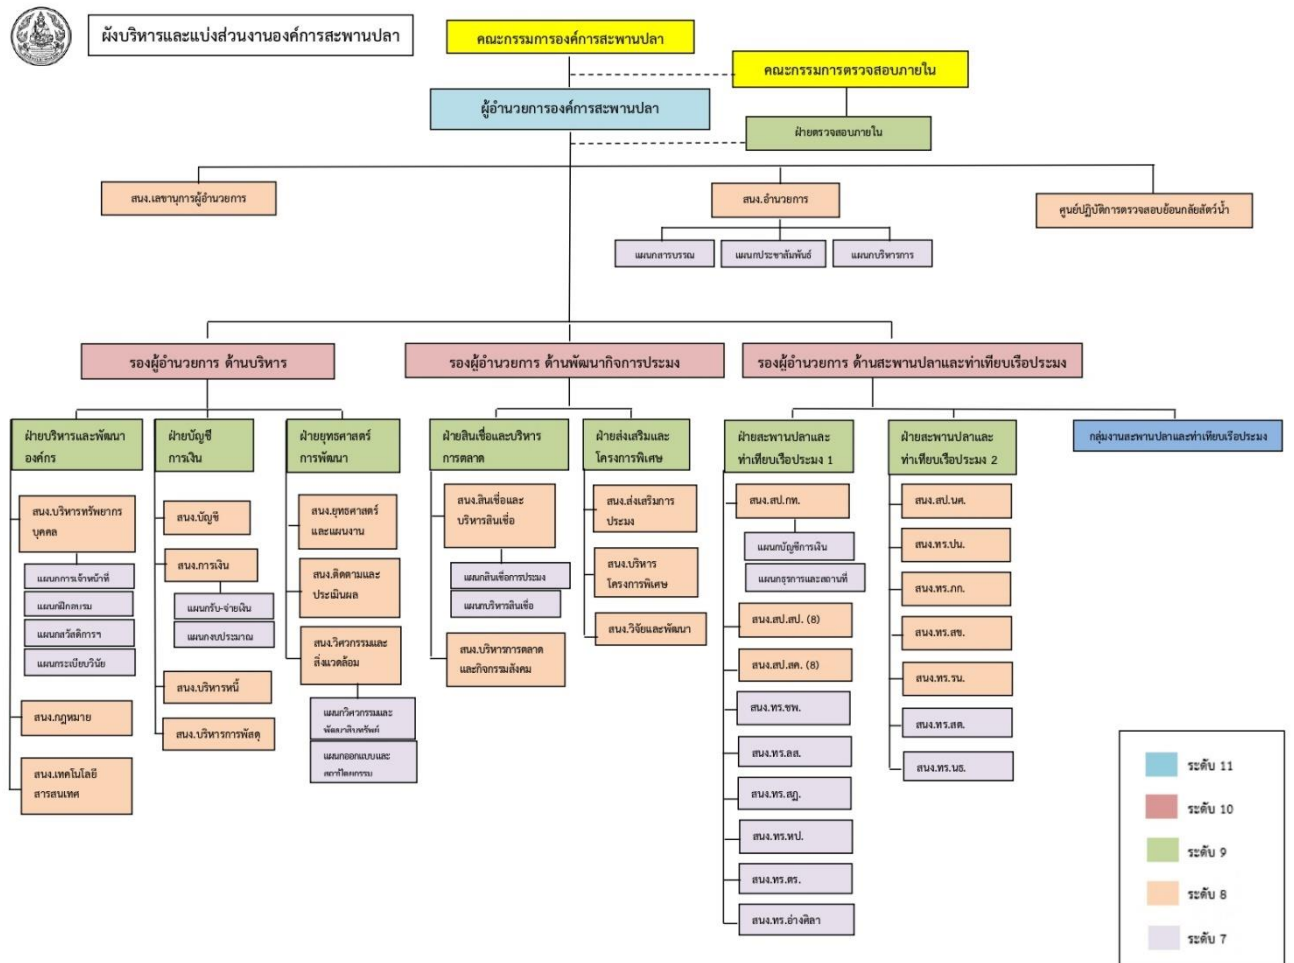 ผังบริหารและแบ่งส่วนงานองค์การสะพานปลา
คณะกรรมการองค์การสะพานปลา
คณะกรรมการตรวจสอบภายใน
ผู้อำนวยการองค์การสะพานปลา
ฝ่ายตรวจสอบภายใน
สนง.เลขานุการผู้อำนวยการ
สนง.อำนวยการ
ศูนย์ปฏิบัติการตรวจสอบย้อนกลับสัตว์น้ำ
แผนกสารบรรณ
แผนกประชาสัมพันธ์
แผนกบริหารการ
รองผู้อำนวยการ ด้านบริหาร
รองผู้อำนวยการ ด้านพัฒนากิจการประมง
รองผู้อำนวยการ ด้านสะพานปลาและท่าเทียบเรือประมง
ฝ่ายบริหารและพัฒนา
องค์กร
สนง.บริหารทรัพยากร
บุคคล
แผนกการเจ้าหน้าที่
แผนกฝึกอบรม
แผนกสวัสดิการฯ
แผนกระเบียบวินัย
สนง.กฎหมาย
สนง.เทคโนโลยี
สารสนเทศ
ฝ่ายบัญชี
การเงิน
สนง.บัญชี
สนง.การเงิน
แผนกรับ-จ่ายเงิน
แผนกงบประมาณ
สนง.บริหารหนี้
สนง.บริหารการพัสดุ
ฝ่ายยุทธศาสตร์
การพัฒนา
สนง.ยุทธศาสตร์
และแผนงาน
สนง.ติดตามและ
ประเมินผล
สนง.วิศวกรรมและ
สิ่งแวดล้อม
แผนกวิศวกรรมและ
พัฒนาสินทรัพย์
แผนกออกแบบและ
สถาปัตยกรรม
ฝ่ายสินเชื่อและบริหาร
การตลาด
สนง.สินเชื่อและ
บริหารสินเชื่อ
แผนกสินเชื่อการประมง
แผนกบริหารสินเชื่อ
สนง.บริหารการตลาด
และกิจกรรมสังคม
ฝ่ายส่งเสริมและ
โครงการพิเศษ
สนง.ส่งเสริมการ
ประมง
สนง.บริหาร
โครงการพิเศษ
สนง.วิจัยและพัฒนา
ฝ่ายสะพานปลาและ
ท่าเทียบเรือประมง 1
สนง.สป.กท.
แผนกบัญชีการเงิน
แผนกธุรการและสถานที่
สนง.สป.สป. (8)
สนง.สป.สค. (8)
สนง.ทร.ชพ.
สนง.ทร.ลส.
สนง.ทร.สฎ.
สนง.ทร.หป.
สนง.ทร.ตร.
สนง.ทร.อ่างศิลา
ฝ่ายสะพานปลาและ
ท่าเทียบเรือประมง 2
สนง.สป.นศ.
สนง.ทร.ปน.
สนง.ทร.ภก.
สนง.ทร.สข.
สนง.ทร.รน.
สนง.ทร.สต.
สนง.ทร.นธ.
กลุ่มงานสะพานปลาและท่าเทียบเรือประมง
ระดับ 11
ระดับ 10
ระดับ 9
ระดับ 8
ระดับ 7